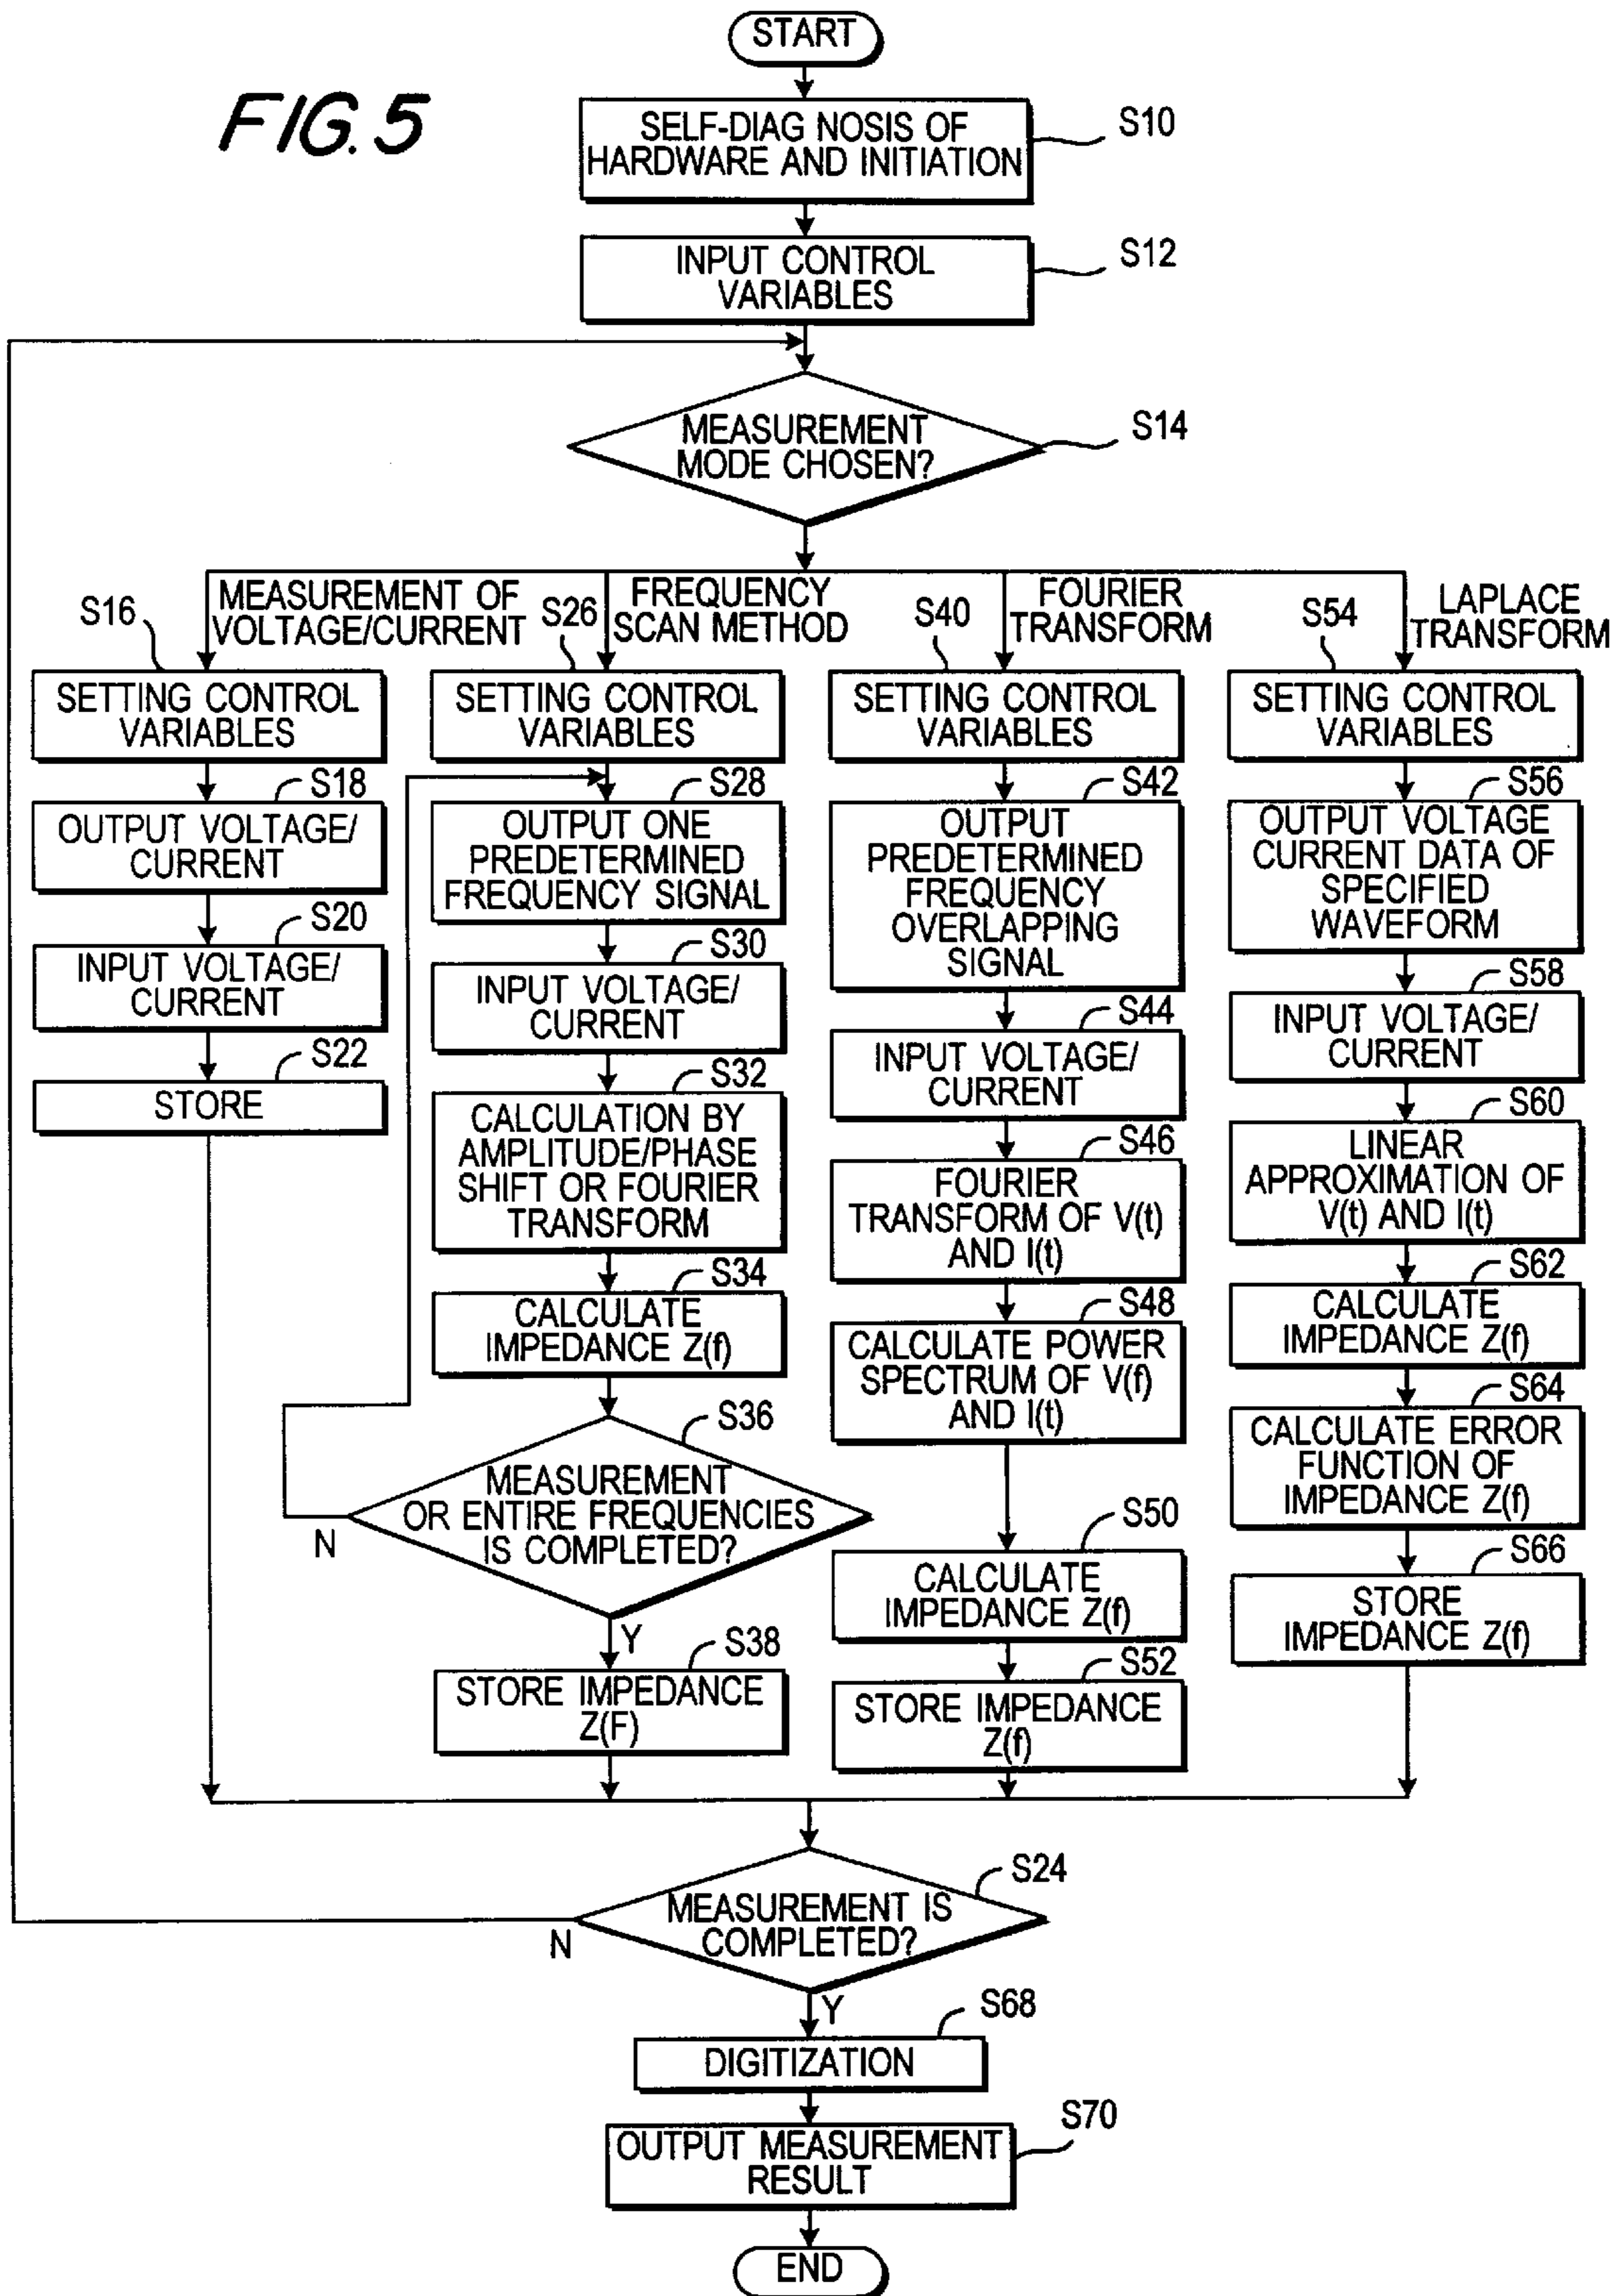 FIG. 5
START
SELF-DIAG NOSIS OF
HARDWARE AND INITIATION
S10
INPUT CONTROL
VARIABLES
S12
MEASUREMENT
MODE CHOSEN?
S14
MEASUREMENT OF
VOLTAGE/CURRENT
S16
SETTING CONTROL
VARIABLES
S18
OUTPUT VOLTAGE/
CURRENT
S20
INPUT VOLTAGE/
CURRENT
S22
STORE
FREQUENCY
SCAN METHOD
S26
SETTING CONTROL
VARIABLES
S28
OUTPUT ONE
PREDETERMINED
FREQUENCY SIGNAL
S30
INPUT VOLTAGE/
CURRENT
S32
CALCULATION BY
AMPLITUDE/PHASE
SHIFT OR FOURIER
TRANSFORM
S34
CALCULATE
IMPEDANCE Z(f)
S36
MEASUREMENT
OR ENTIRE FREQUENCIES
IS COMPLETED?
N
Y
S38
STORE IMPEDANCE
Z(F)
FOURIER
TRANSFORM
S40
SETTING CONTROL
VARIABLES
S42
OUTPUT
PREDETERMINED
FREQUENCY
OVERLAPPING
SIGNAL
S44
INPUT VOLTAGE/
CURRENT
S46
FOURIER
TRANSFORM OF V(t)
AND I(t)
S48
CALCULATE POWER
SPECTRUM OF V(f)
AND I(t)
S50
CALCULATE
IMPEDANCE Z(f)
S52
STORE IMPEDANCE
Z(f)
LAPLACE
TRANSFORM
S54
SETTING CONTROL
VARIABLES
S56
OUTPUT VOLTAGE
CURRENT DATA OF
SPECIFIED
WAVEFORM
S58
INPUT VOLTAGE/
CURRENT
S60
LINEAR
APPROXIMATION OF
V(t) AND I(t)
S62
CALCULATE
IMPEDANCE Z(f)
S64
CALCULATE ERROR
FUNCTION OF
IMPEDANCE Z(f)
S66
STORE
IMPEDANCE Z(f)
S24
MEASUREMENT IS
COMPLETED?
N
Y
S68
DIGITIZATION
S70
OUTPUT MEASUREMENT
RESULT
END